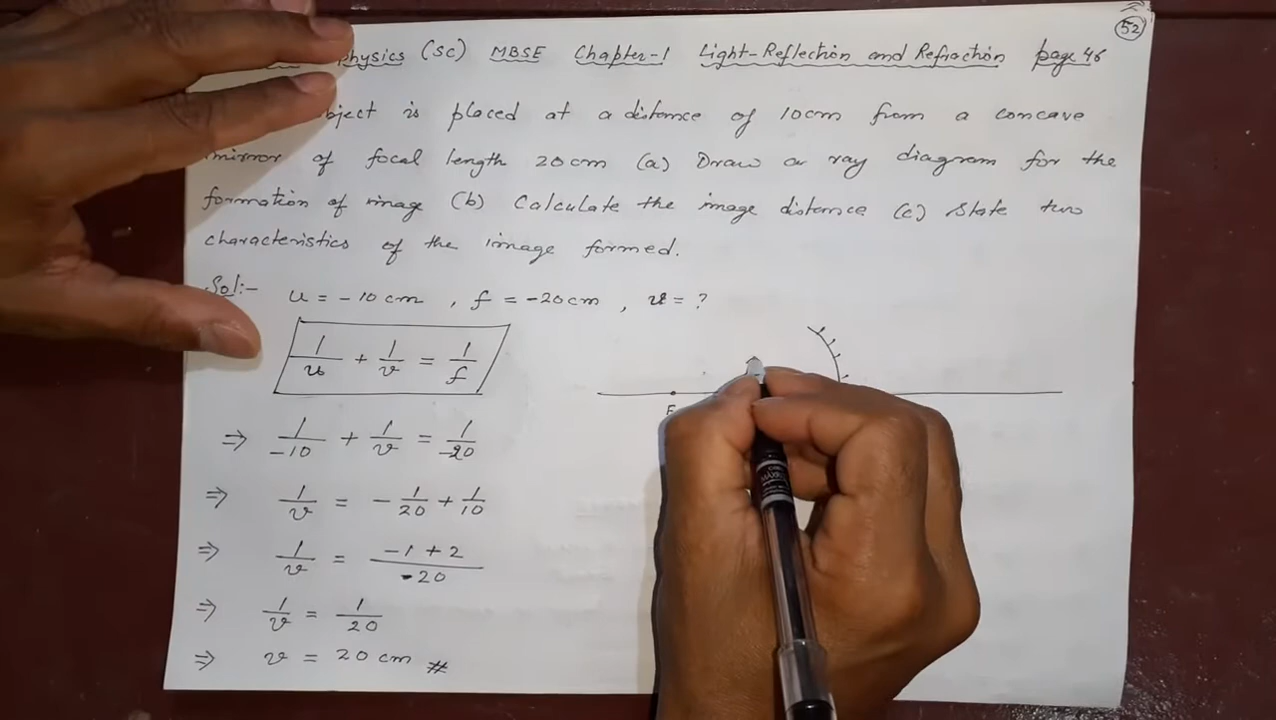 52
physics (SC) MBSE Chapter-1 Light-Reflection and Refraction page 46
bject is placed at a distance of 10cm from a concave
mirror of focal length 20cm (a) Draw a ray diagram for the
formation of image (b) Calculate the image distance (c) State two
characteristics of the image formed.
Sol:-
u = -10 cm , f = -20cm , v = ?
1/u + 1/v = 1/f
⇒ 1/-10 + 1/v = 1/-20
⇒ 1/v = - 1/20 + 1/10
⇒ 1/v = -1+2/-20
⇒ 1/v = 1/20
⇒ v = 20 cm #
F